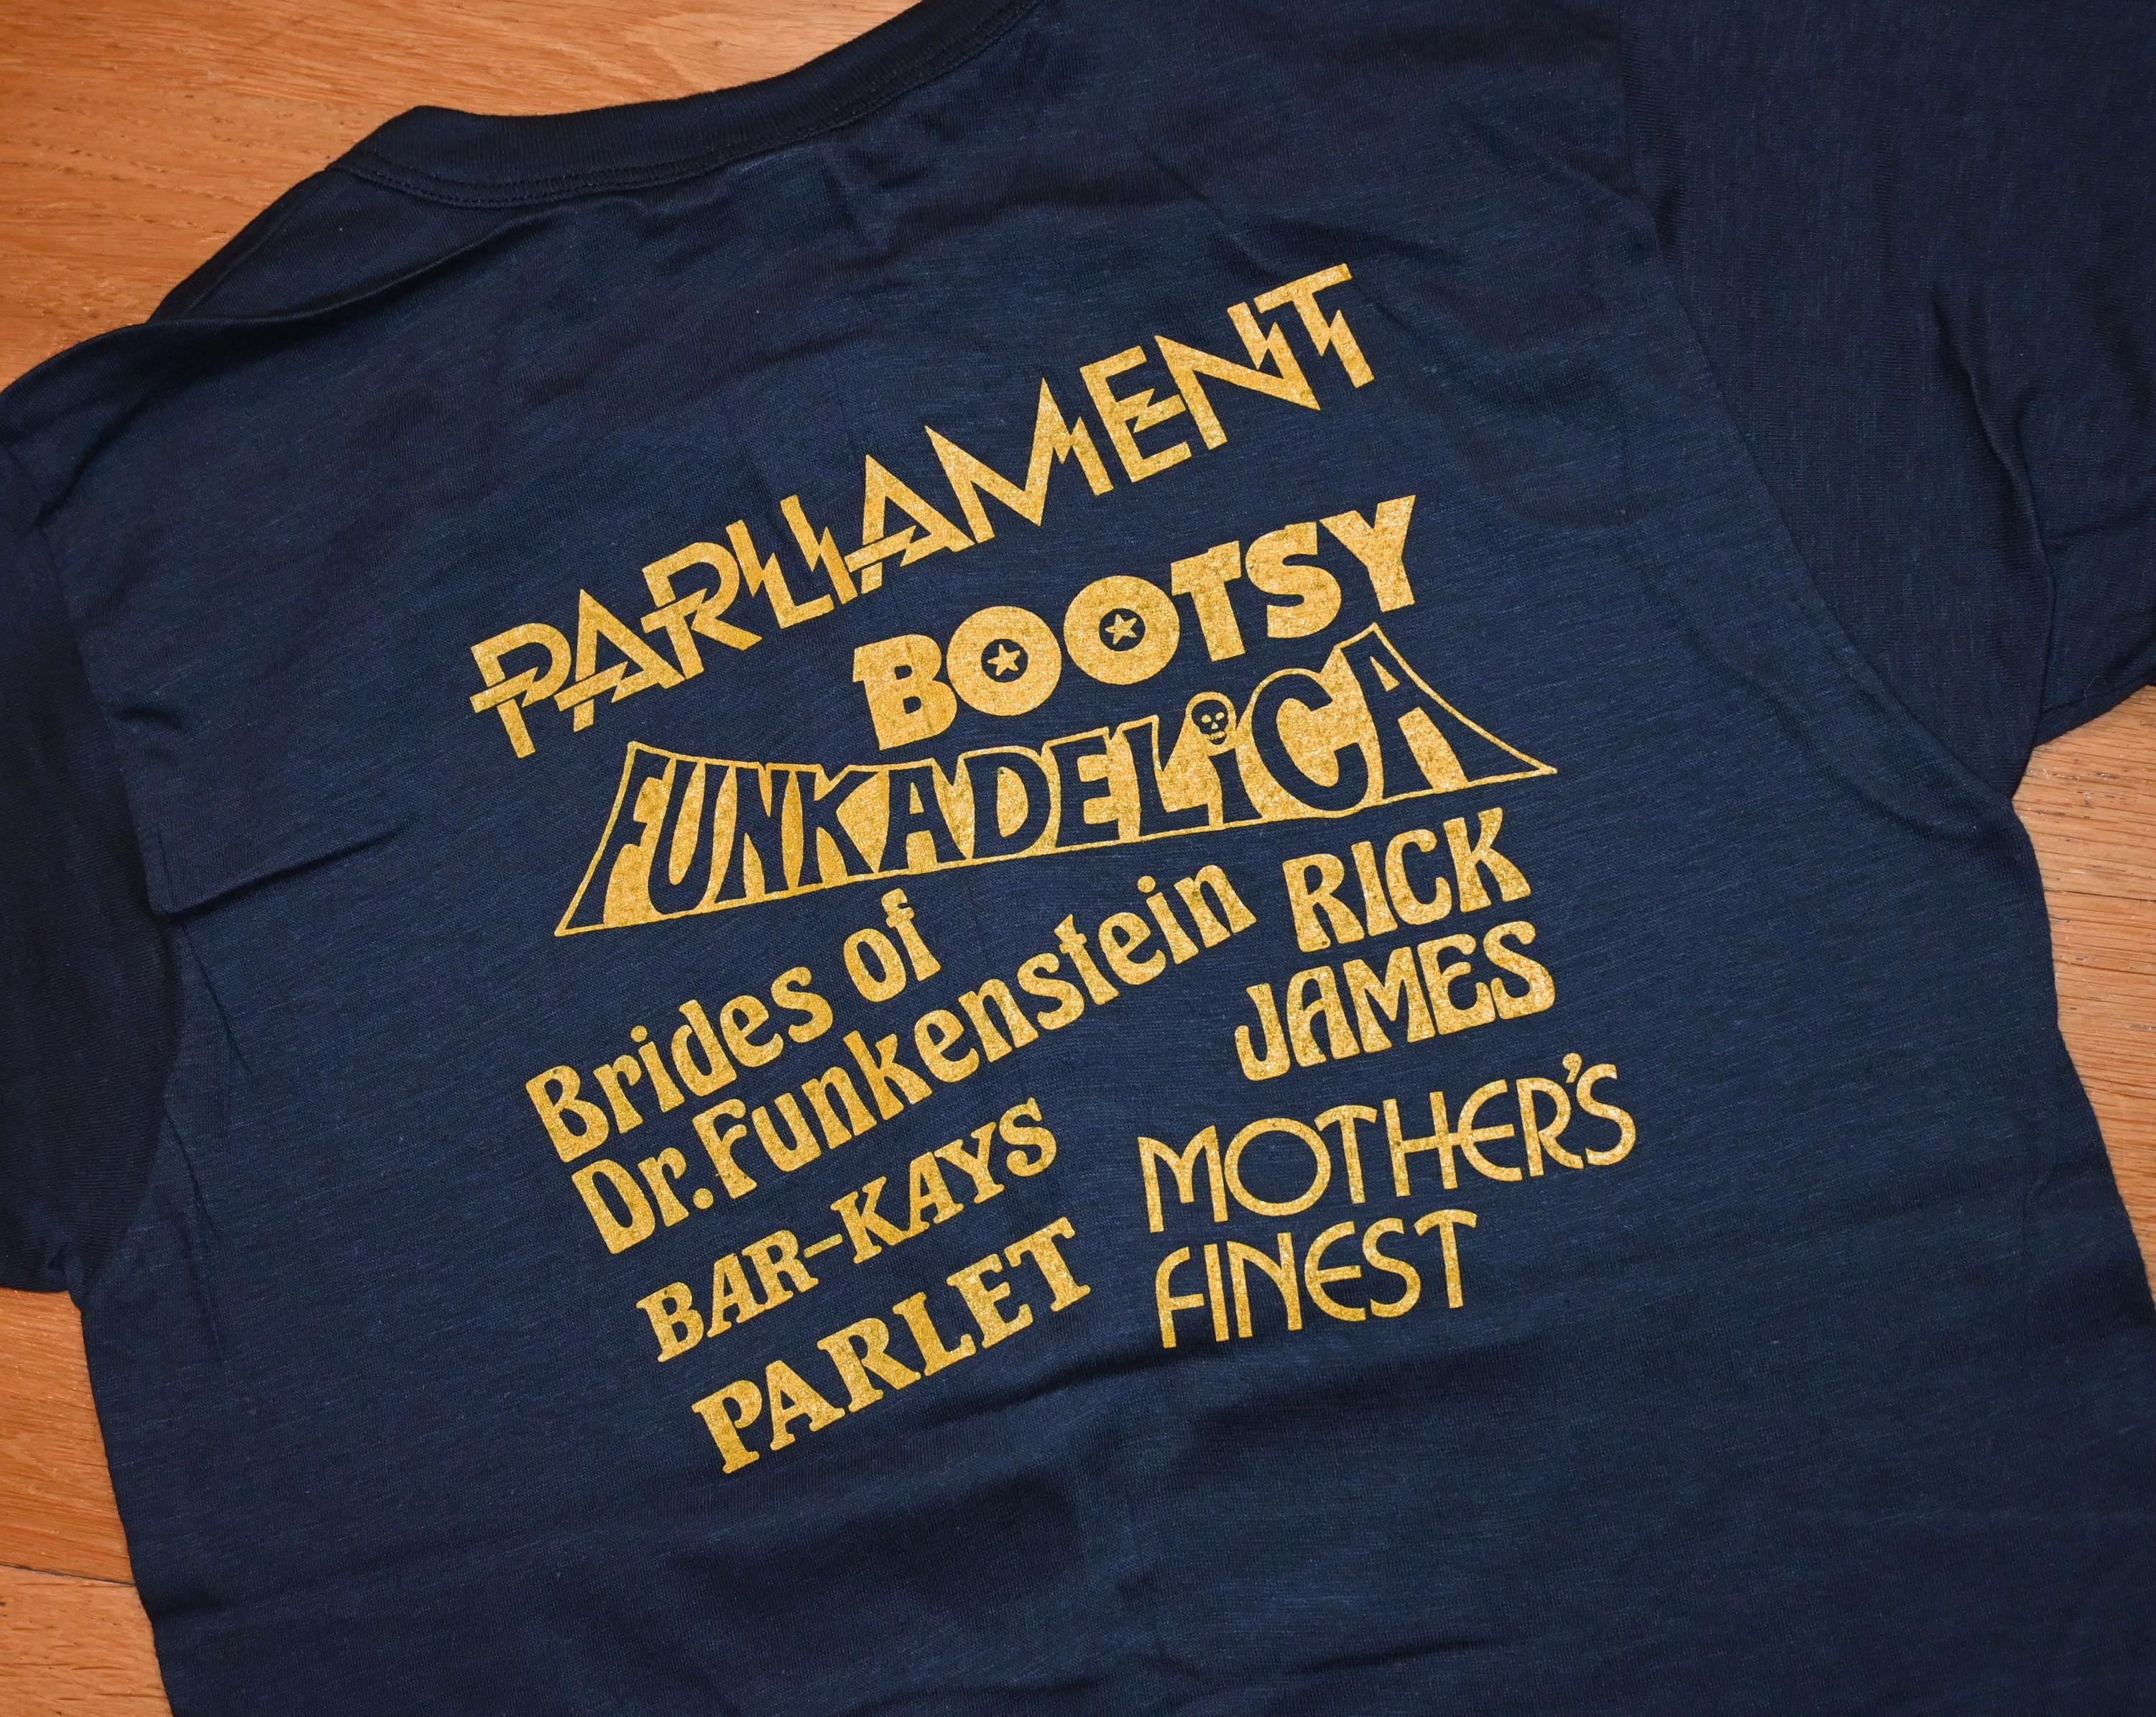 PARLIAMENT
BOOTSY
FUNKADELiCA
Brides of
Dr. Funkenstein
RICK
JAMES
BAR-KAYS
PARLET
MOTHER'S
FINEST